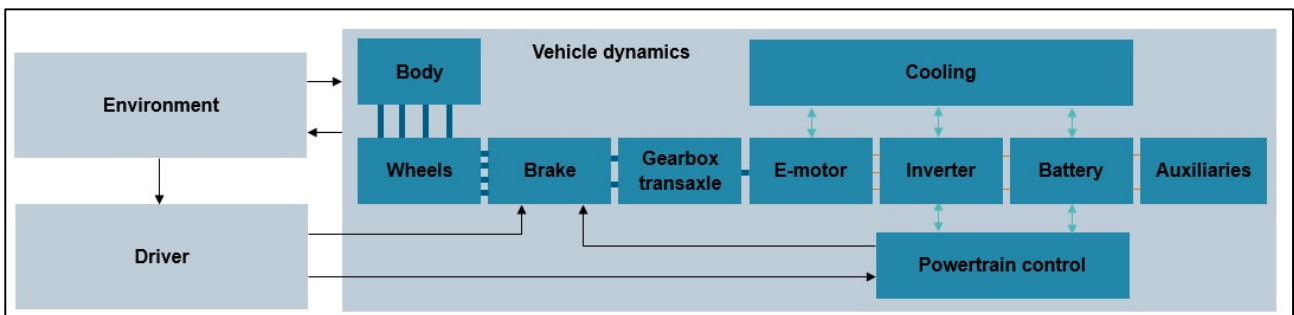 Vehicle dynamics
Environment
Body
Cooling
Wheels
Brake
Gearbox
transaxle
E-motor
Inverter
Battery
Auxiliaries
Driver
Powertrain control